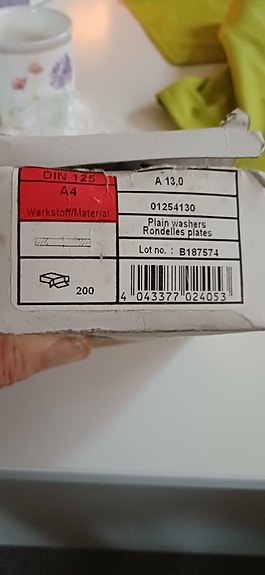 DIN 125
A4
Werkstoff/Material
200
A 13,0
01254130
Plain washers
Rondelles plates
Lot no. : B187574
4 043377 024053